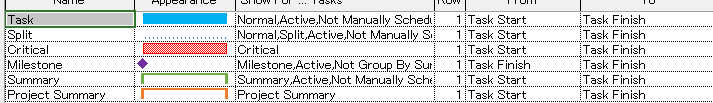 Name Appearance Show For ... Tasks Row From To
Task Normal,Active,Not Manually Schedu 1 Task Start Task Finish
Split Normal,Split,Active,Not Manually S 1 Task Start Task Finish
Critical Critical 1 Task Start Task Finish
Milestone Milestone,Active,Not Group By Sur 1 Task Finish Task Finish
Summary Summary,Active,Not Manually Sche 1 Task Start Task Finish
Project Summary Project Summary 1 Task Start Task Finish